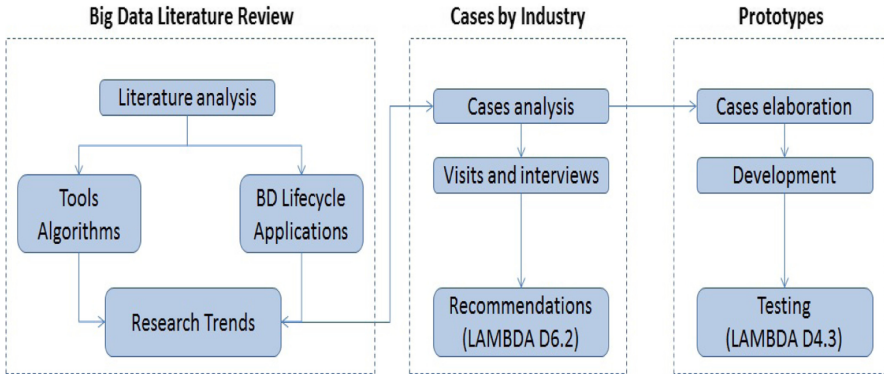 Big Data Literature Review
Literature analysis
Tools
Algorithms
BD Lifecycle
Applications
Research Trends
Cases by Industry
Cases analysis
Visits and interviews
Recommendations
(LAMBDA D6.2)
Prototypes
Cases elaboration
Development
Testing
(LAMBDA D4.3)